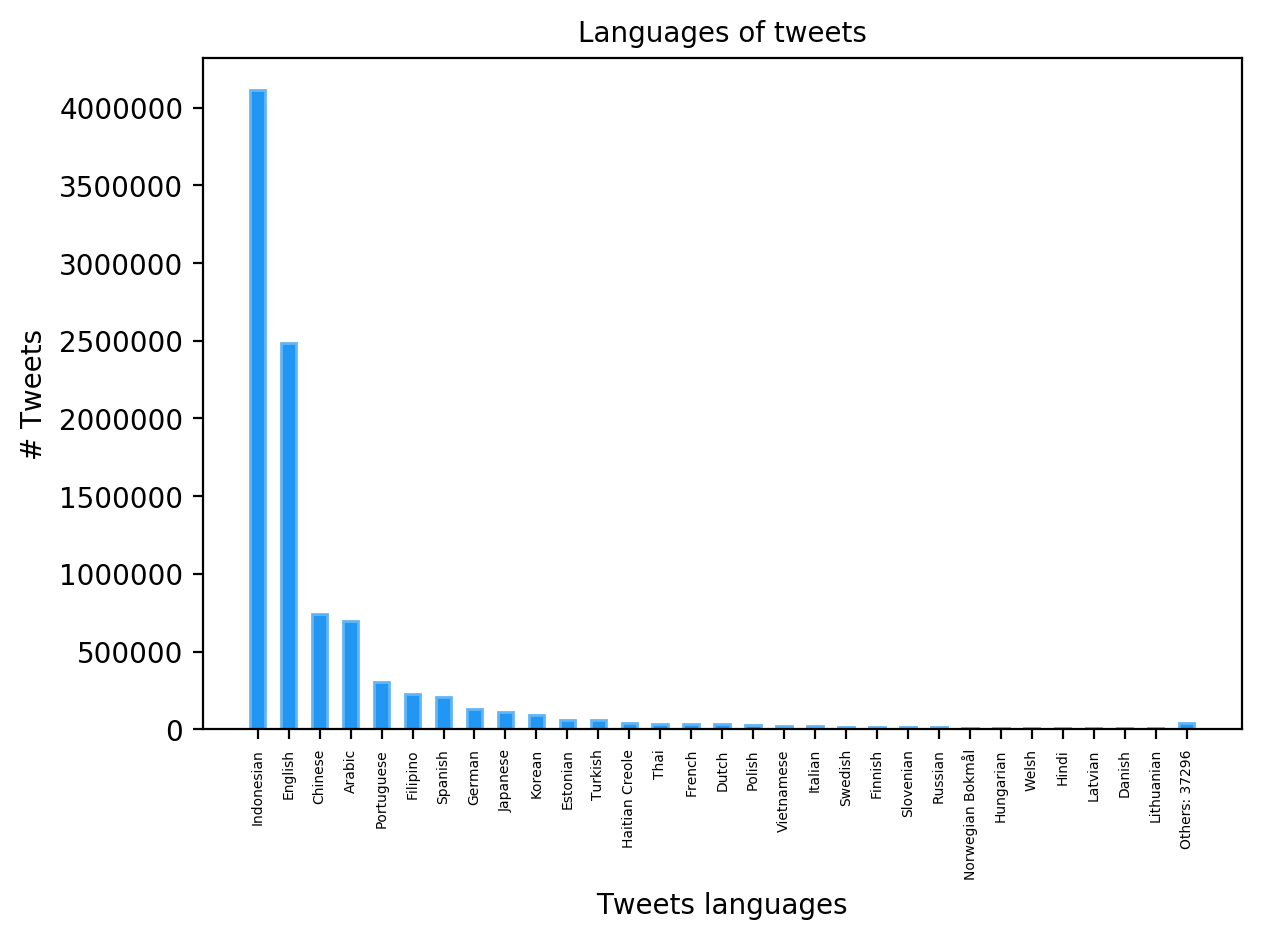 Languages of tweets
# Tweets
4000000
3500000
3000000
2500000
2000000
1500000
1000000
500000
0
Indonesian
English
Chinese
Arabic
Portuguese
Filipino
Spanish
German
Japanese
Korean
Estonian
Turkish
Haitian Creole
Thai
French
Dutch
Polish
Vietnamese
Italian
Swedish
Finnish
Slovenian
Russian
Norwegian Bokmål
Hungarian
Welsh
Hindi
Latvian
Danish
Lithuanian
Others: 37296
Tweets languages